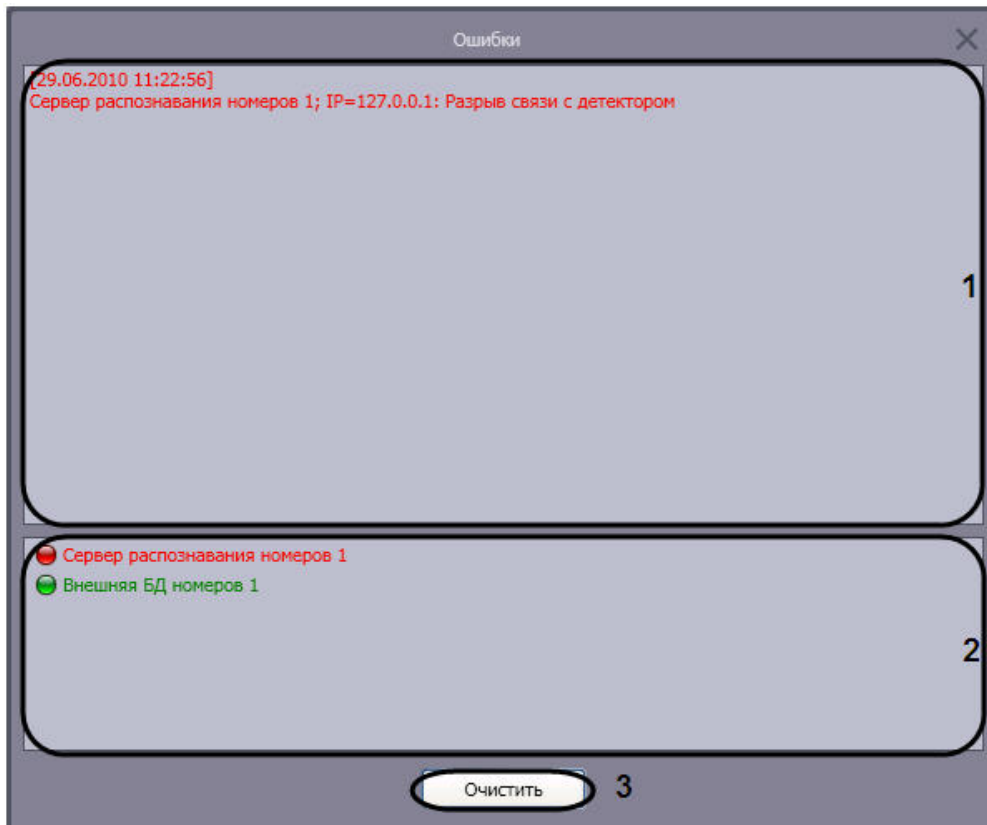 Ошибки
[29.06.2010 11:22:56]
Сервер распознавания номеров 1; IP=127.0.0.1: Разрыв связи с детектором
1
Сервер распознавания номеров 1
Внешняя БД номеров 1
2
Очистить 3